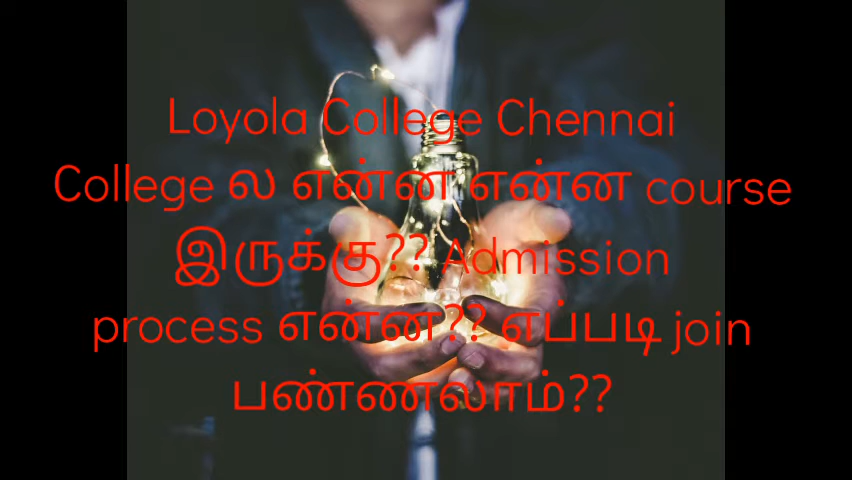 Loyola College Chennai
College ல என்ன என்ன course
இருக்கு?? Admission
process என்ன?? எப்படி join
பண்ணலாம்??